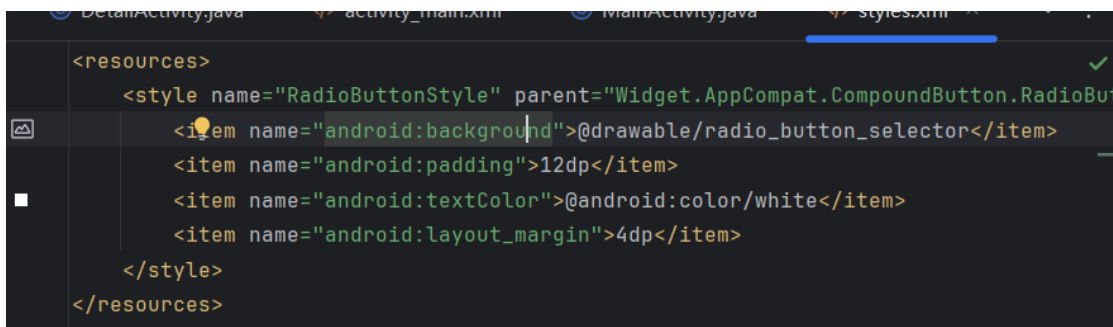 DetailActivity.java activity_main.xml MainActivity.java styles.xml
<resources>
<style name="RadioButtonStyle" parent="Widget.AppCompat.CompoundButton.RadioBut
<item name="android:background">@drawable/radio_button_selector</item>
<item name="android:padding">12dp</item>
<item name="android:textColor">@android:color/white</item>
<item name="android:layout_margin">4dp</item>
</style>
</resources>